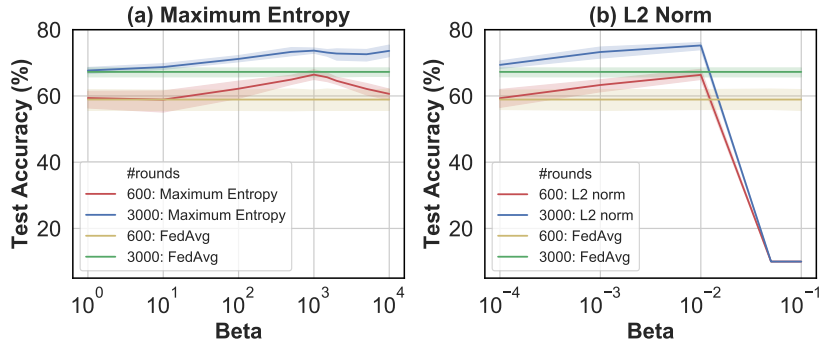 (a) Maximum Entropy
80
60
40
20
Test Accuracy (%)
#rounds
600: Maximum Entropy
3000: Maximum Entropy
600: FedAvg
3000: FedAvg
10^0 10^1 10^2 10^3 10^4
Beta
(b) L2 Norm
80
60
40
20
Test Accuracy (%)
#rounds
600: L2 norm
3000: L2 norm
600: FedAvg
3000: FedAvg
10^−4 10^−3 10^−2 10^−1
Beta